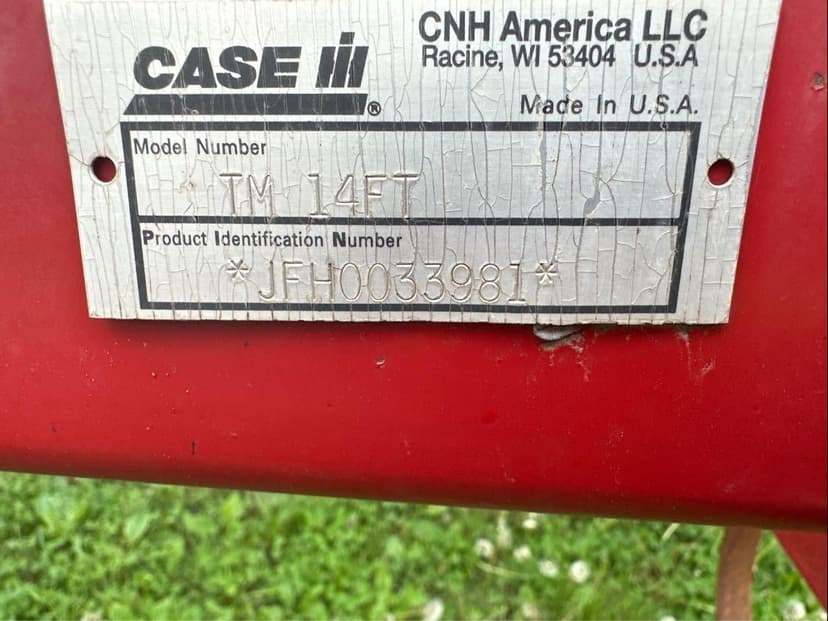 CASE IH ®
CNH America LLC
Racine, WI 53404 U.S.A
Made In U.S.A.
Model Number
TM 14FT
Product Identification Number
*JFH0033981*